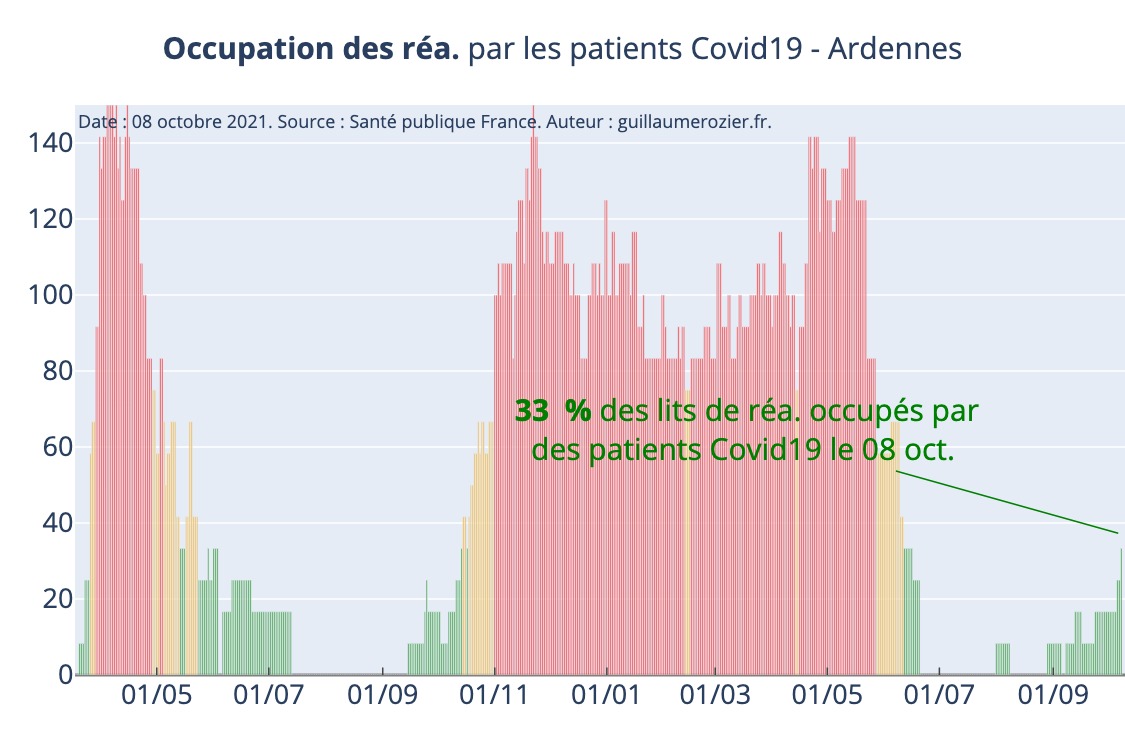 Occupation des réa. par les patients Covid19 - Ardennes
Date : 08 octobre 2021. Source : Santé publique France. Auteur : guillaumerozier.fr.
140
120
100
80
60
40
20
0
33 % des lits de réa. occupés par
des patients Covid19 le 08 oct.
01/05 01/07 01/09 01/11 01/01 01/03 01/05 01/07 01/09